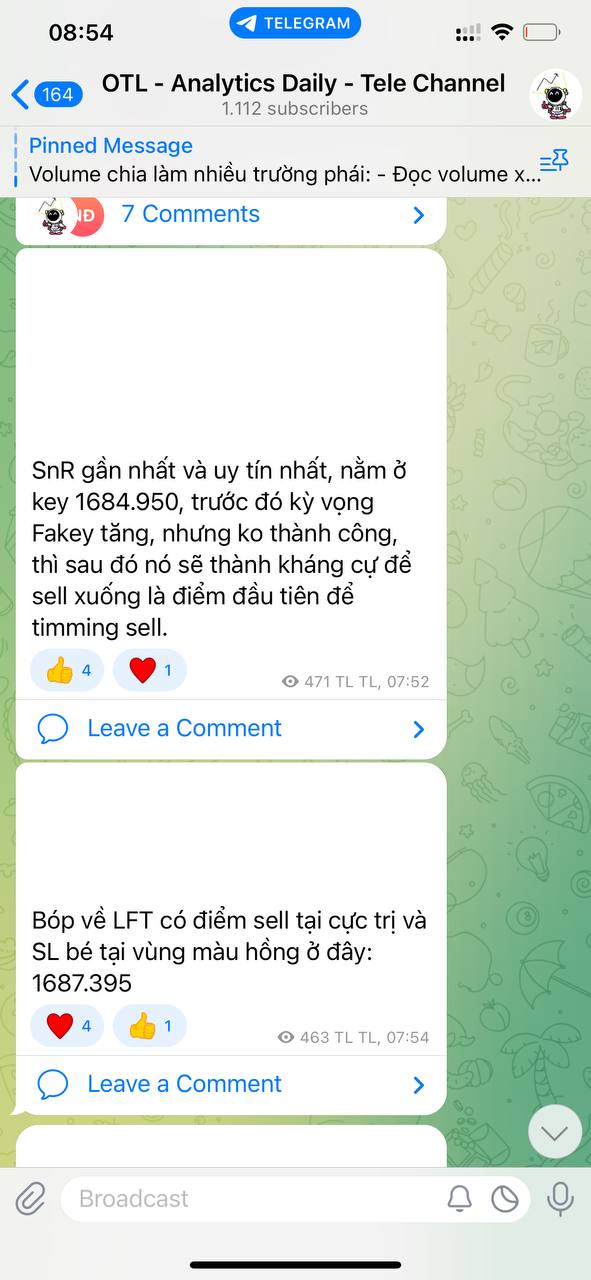 08:54
TELEGRAM
164
OTL - Analytics Daily - Tele Channel
1.112 subscribers
Pinned Message
Volume chia làm nhiều trường phái: - Đọc volume x...
NĐ
7 Comments
SnR gần nhất và uy tín nhất, nằm ở
key 1684.950, trước đó kỳ vọng
Fakey tăng, nhưng ko thành công,
thì sau đó nó sẽ thành kháng cự để
sell xuống là điểm đầu tiên để
timming sell.
4
1
471 TL TL, 07:52
Leave a Comment
Bóp về LFT có điểm sell tại cực trị và
SL bé tại vùng màu hồng ở đây:
1687.395
4
1
463 TL TL, 07:54
Leave a Comment
Broadcast